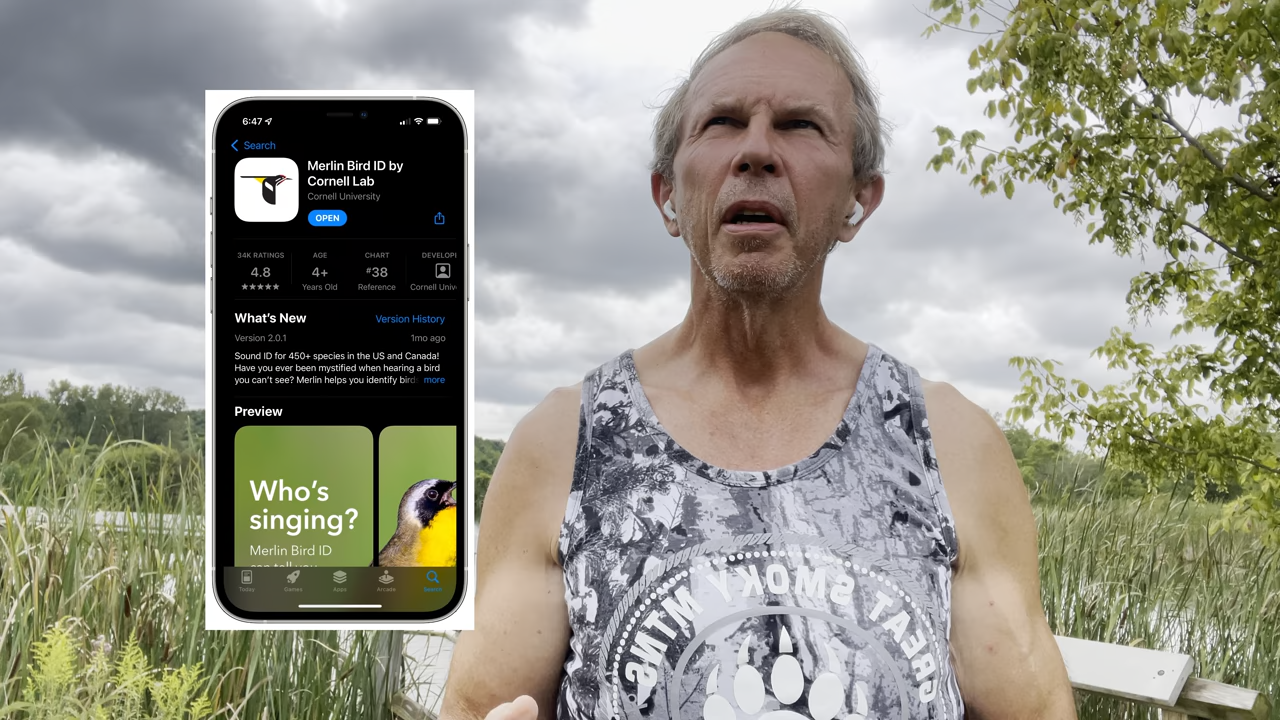 6:47
Search
Merlin Bird ID by
Cornell Lab
Cornell University
OPEN
34K RATINGS
AGE
CHART
DEVELOP
4.8
4+
#38
Years Old
Reference
Cornell Univ
What's New
Version History
Version 2.0.1
1mo ago
Sound ID for 450+ species in the US and Canada!
Have you ever been mystified when hearing a bird
you can't see? Merlin helps you identify birds
more
Preview
Who's
singing?
Merlin Bird ID
can tell you
Today
Games
Apps
Arcade
Search
GREAT SMOKY MTNS